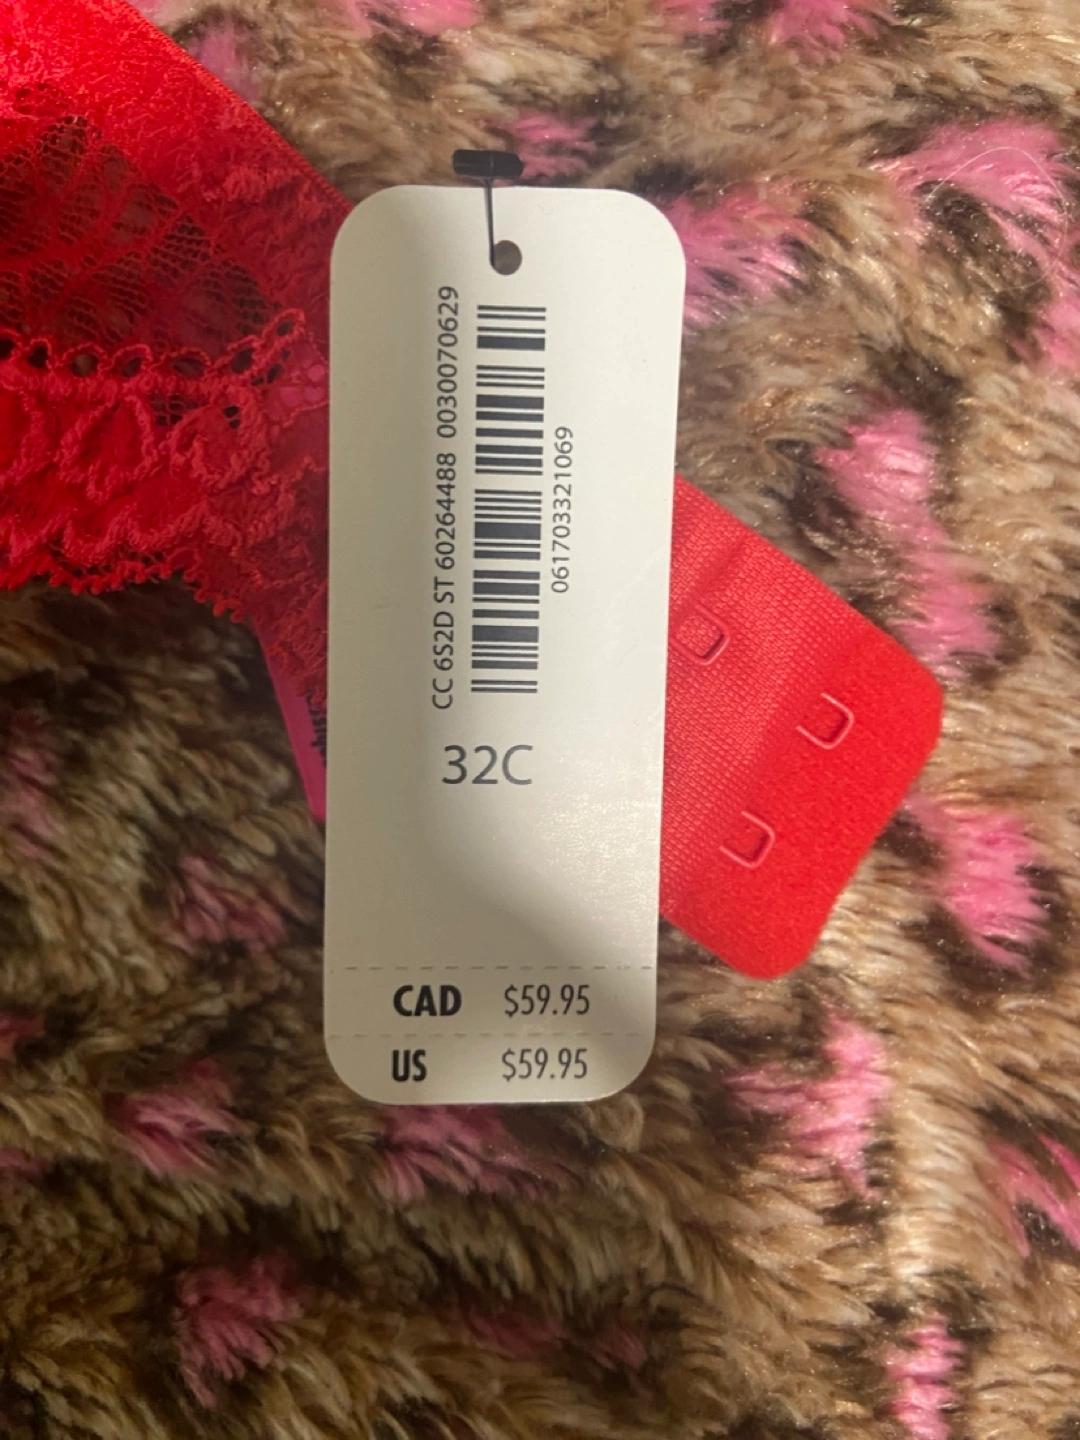 CC 6S2D ST 60264488 0030070629
061703321069
32C
CAD $59.95
US $59.95